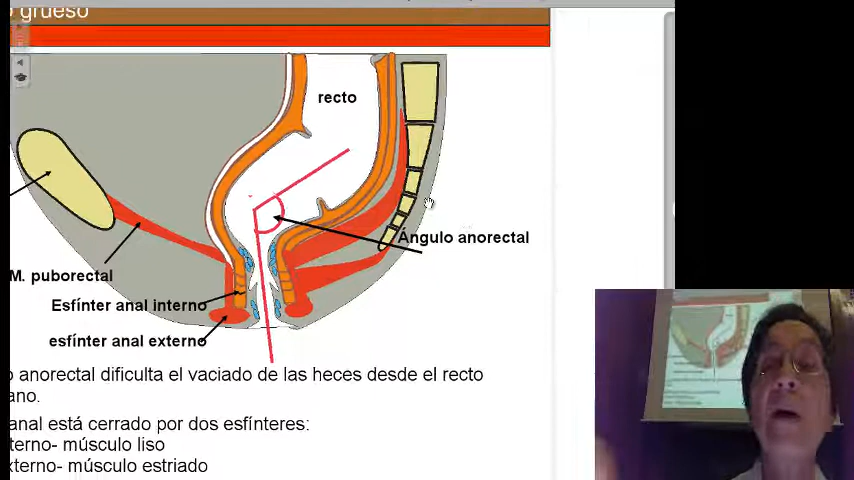 o grueso
recto
Ángulo anorectal
M. puborectal
Esfínter anal interno
esfínter anal externo
o anorectal dificulta el vaciado de las heces desde el recto
ano.
anal está cerrado por dos esfínteres:
terno- músculo liso
xterno- músculo estriado